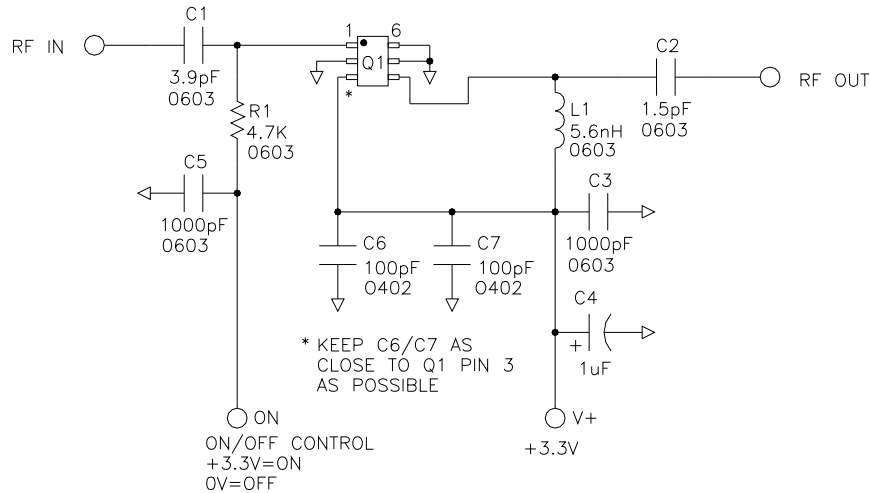 C1
RF IN
3.9pF
0603
1
6
Q1
*
C2
1.5pF
0603
RF OUT
R1
4.7K
0603
L1
5.6nH
0603
C5
1000pF
0603
C3
1000pF
0603
C6
100pF
0402
C7
100pF
0402
C4
+
1uF
* KEEP C6/C7 AS
CLOSE TO Q1 PIN 3
AS POSSIBLE
ON
ON/OFF CONTROL
+3.3V=ON
0V=OFF
V+
+3.3V